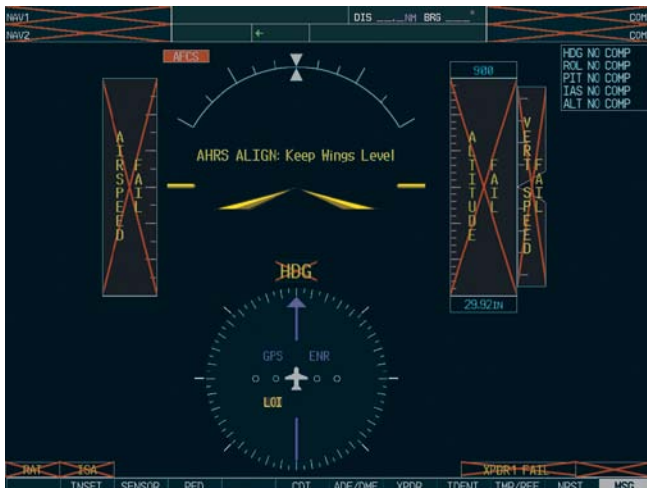 NAV1 DIS __.__NM BRG ___° COM
NAV2 ← COM
AFCS
HDG NO COMP
ROL NO COMP
PIT NO COMP
IAS NO COMP
ALT NO COMP
900
AIRSPEED FAIL
ALTITUDE FAIL
VERT SPEED FAIL
AHRS ALIGN: Keep Wings Level
HDG
29.92IN
GPS ENR
LOI
RAT ISA XPDR1 FAIL
INSET SENSOR PFD CDI ADF/DME XPDR IDENT TMR/REF NRST MSG